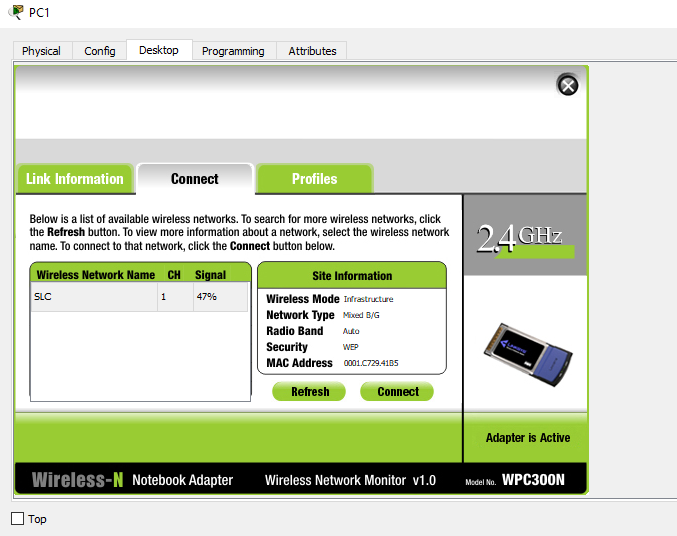 PC1
Physical Config Desktop Programming Attributes
Link Information Connect Profiles
Below is a list of available wireless networks. To search for more wireless networks, click
the Refresh button. To view more information about a network, select the wireless network
name. To connect to that network, click the Connect button below.
2.4GHz
Wireless Network Name CH Signal
SLC 1 47%
Site Information
Wireless Mode Infrastructure
Network Type Mixed B/G
Radio Band Auto
Security WEP
MAC Address 0001.C729.41B5
Refresh Connect
Adapter is Active
Wireless-N Notebook Adapter Wireless Network Monitor v1.0 Model No. WPC300N
Top